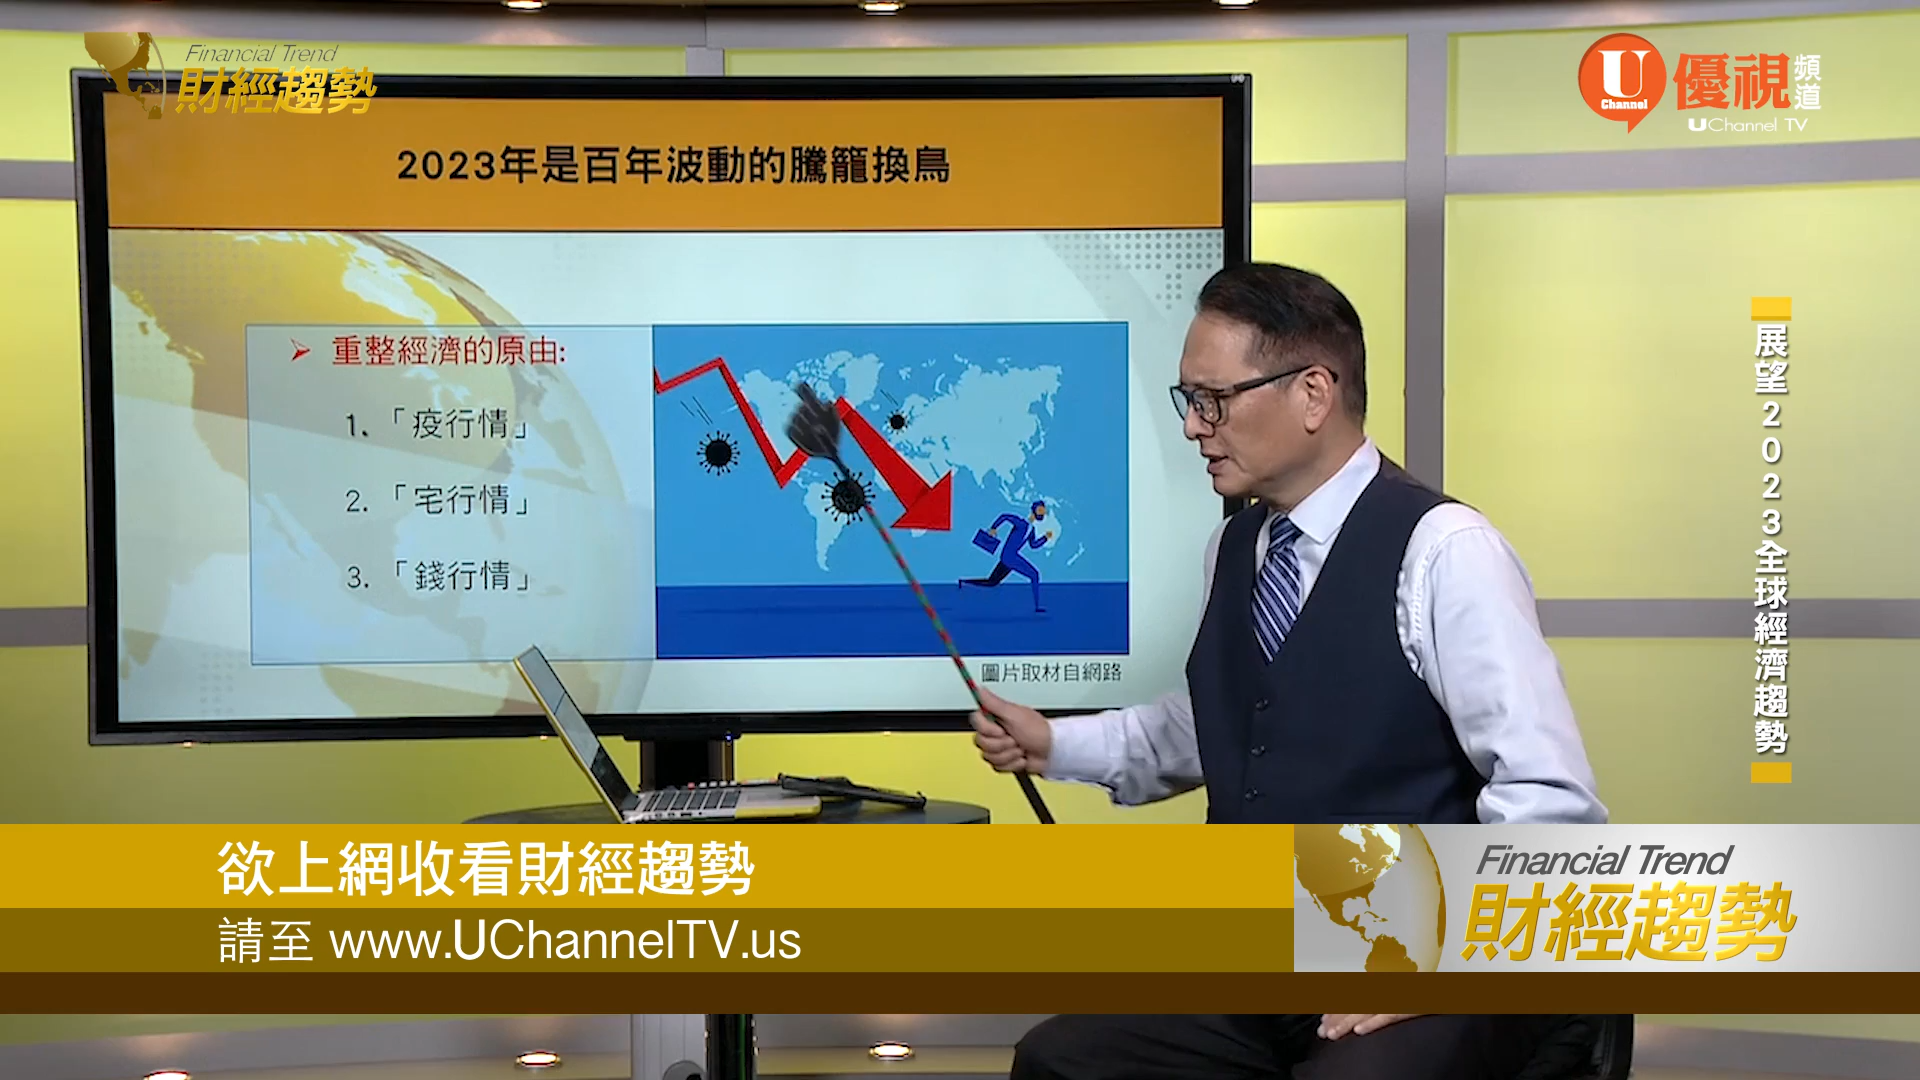 Financial Trend
財經趨勢
U
Channel
優視
頻道
UChannel TV
2023年是百年波動的騰籠換鳥
重整經濟的原由:
1. 「疫行情」
2. 「宅行情」
3. 「錢行情」
圖片取材自網路
展望2023全球經濟趨勢
欲上網收看財經趨勢
請至 www.UChannelTV.us
Financial Trend
財經趨勢